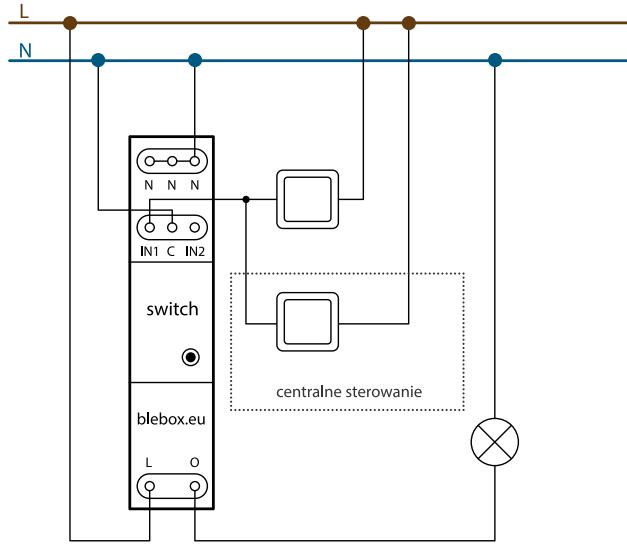 L
N
N N N
IN1 C IN2
switch
centralne sterowanie
blebox.eu
L O